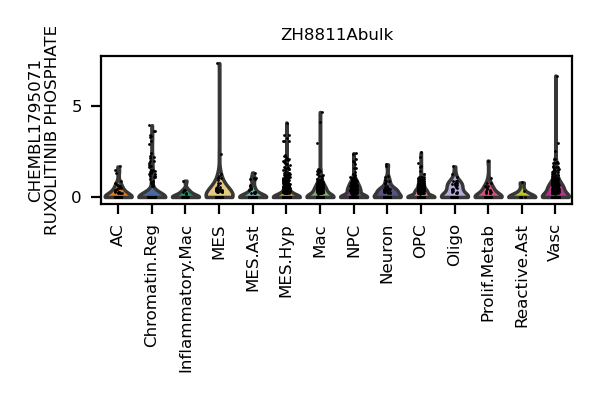 ZH8811Abulk
CHEMBL1795071
RUXOLITINIB PHOSPHATE
5
0
AC
Chromatin.Reg
Inflammatory.Mac
MES
MES.Ast
MES.Hyp
Mac
NPC
Neuron
OPC
Oligo
Prolif.Metab
Reactive.Ast
Vasc